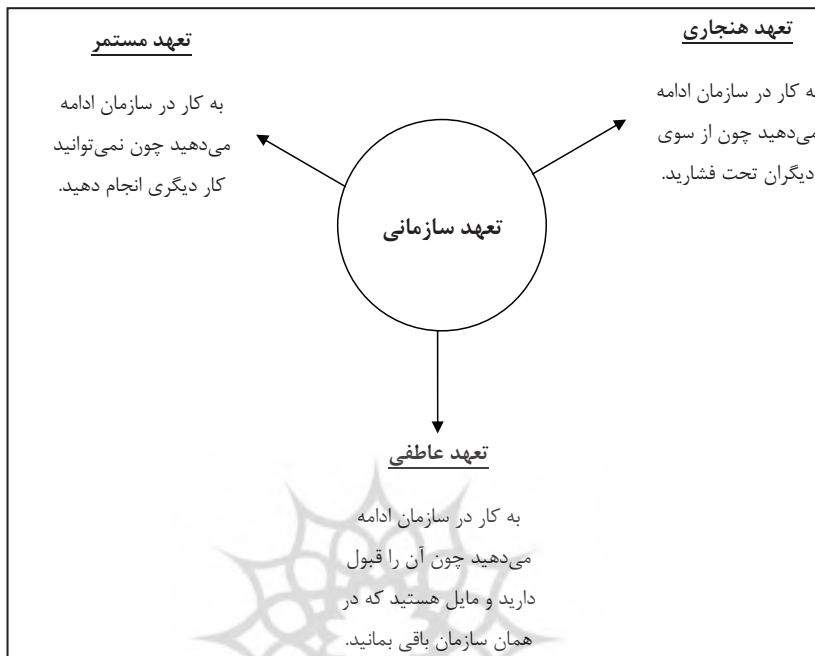 تعهد هنجاری
به کار در سازمان ادامه
می‌دهید چون از سوی
دیگران تحت فشارید.
تعهد مستمر
به کار در سازمان ادامه
می‌دهید چون نمی‌توانید
کار دیگری انجام دهید.
تعهد سازمانی
تعهد عاطفی
به کار در سازمان ادامه
می‌دهید چون آن را قبول
دارید و مایل هستید که در
همان سازمان باقی بمانید.